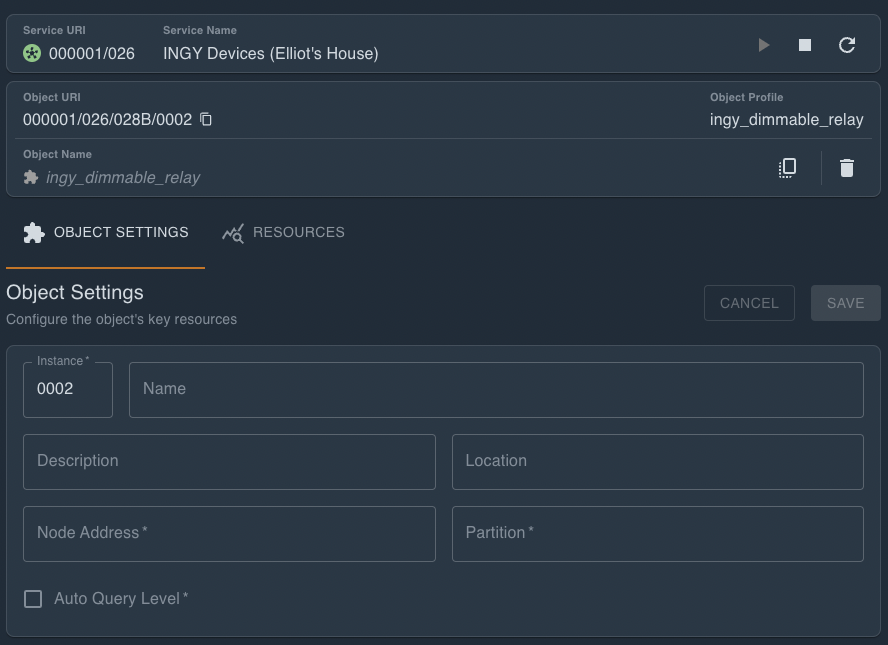 Service URI
Service Name
000001/026
INGY Devices (Elliot's House)
Object URI
Object Profile
000001/026/028B/0002
ingy_dimmable_relay
Object Name
ingy_dimmable_relay
OBJECT SETTINGS
RESOURCES
Object Settings
Configure the object's key resources
CANCEL
SAVE
Instance *
0002
Name
Description
Location
Node Address *
Partition *
Auto Query Level *